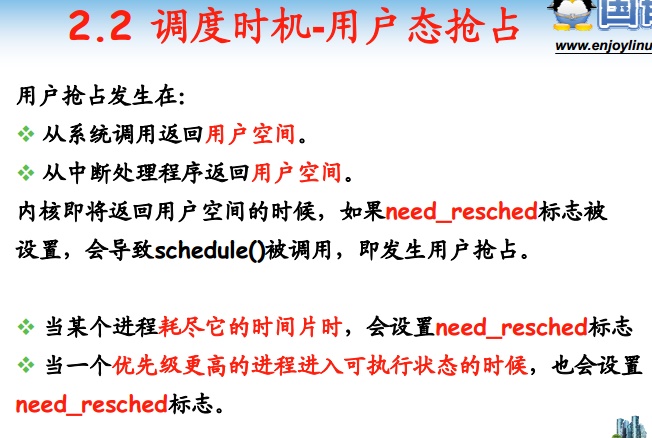 2.2 调度时机-用户态抢占
www.enjoylinu
用户抢占发生在:
从系统调用返回用户空间。
从中断处理程序返回用户空间。
内核即将返回用户空间的时候，如果need_resched标志被
设置，会导致schedule()被调用，即发生用户抢占。
当某个进程耗尽它的时间片时，会设置need_resched标志
当一个优先级更高的进程进入可执行状态的时候，也会设置
need_resched标志。